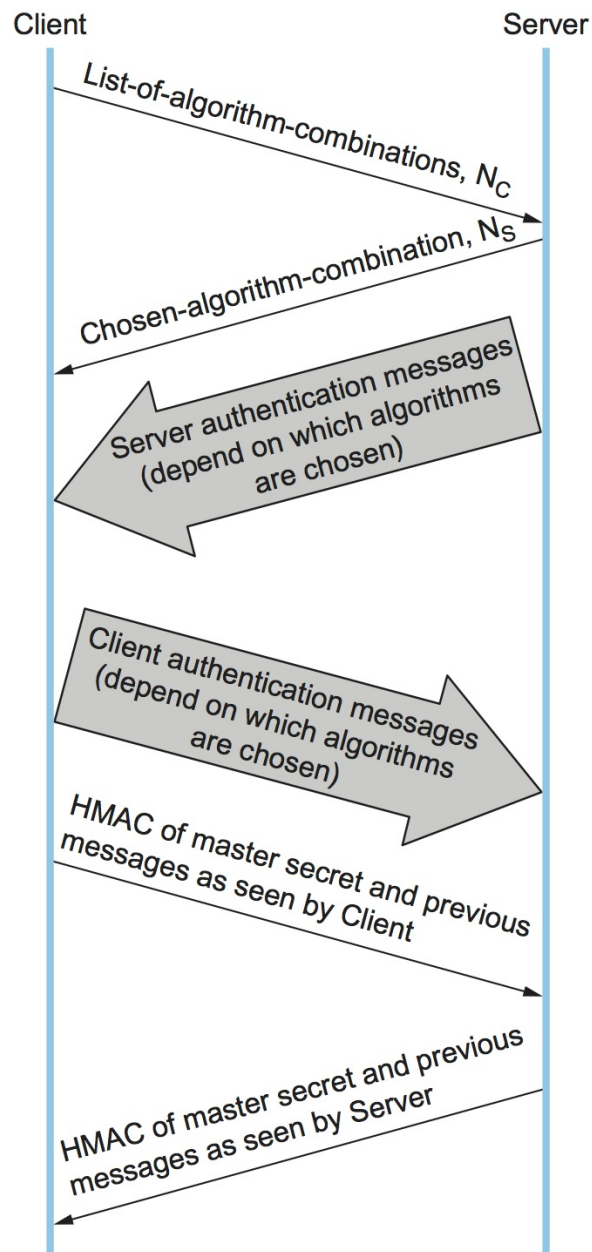 Client
Server
List-of-algorithm-combinations, N_C
Chosen-algorithm-combination, N_S
Server authentication messages
(depend on which algorithms
are chosen)
Client authentication messages
(depend on which algorithms
are chosen)
HMAC of master secret and previous
messages as seen by Client
HMAC of master secret and previous
messages as seen by Server